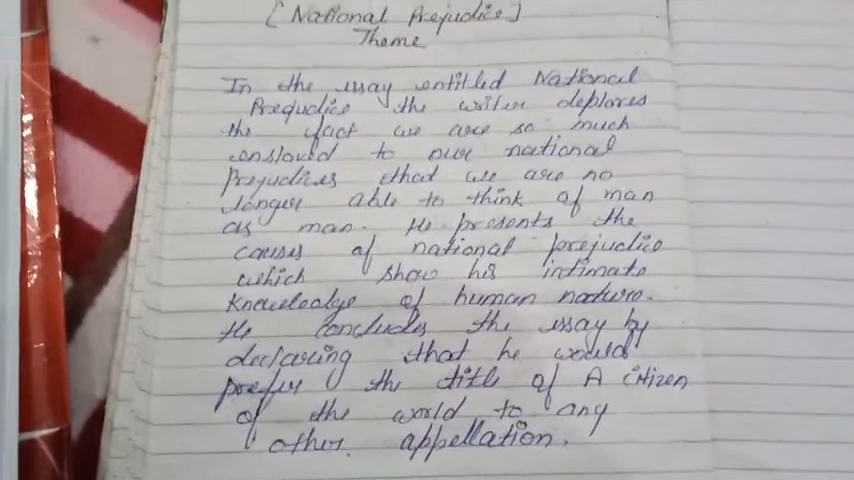 [National Prejudice]
Theme
In the essay entitled National
Prequdice the writer deplores
the fact we are so much
enslaved to our national
Prejudices that we are no
longer able to think of man
as man. He presents the
causes of national prejudice
which show his intimate
knowledge of human nature.
He concludes the essay by
declaring that he would
prefer the title of A citizen
of the world to any
other. appellation.